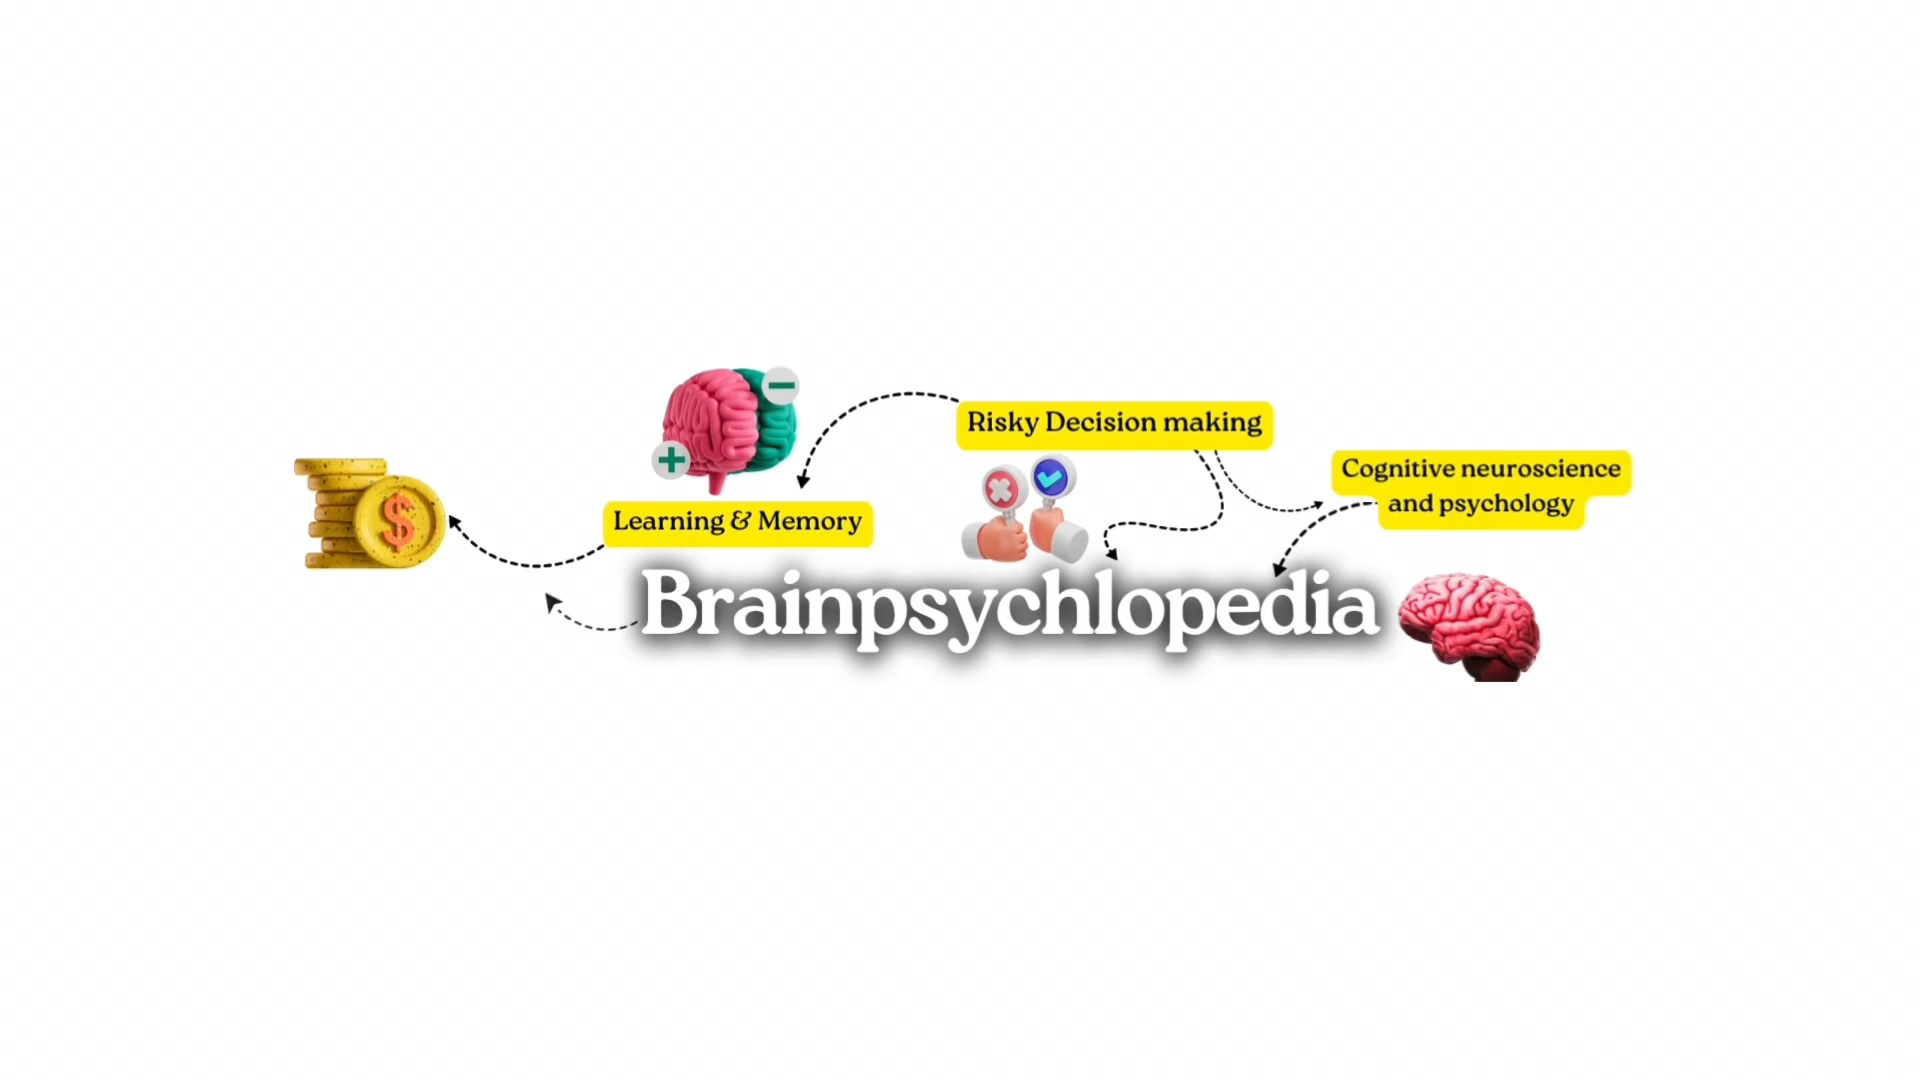 Risky Decision making
Cognitive neuroscience
and psychology
Learning & Memory
$
Brainpsychlopedia